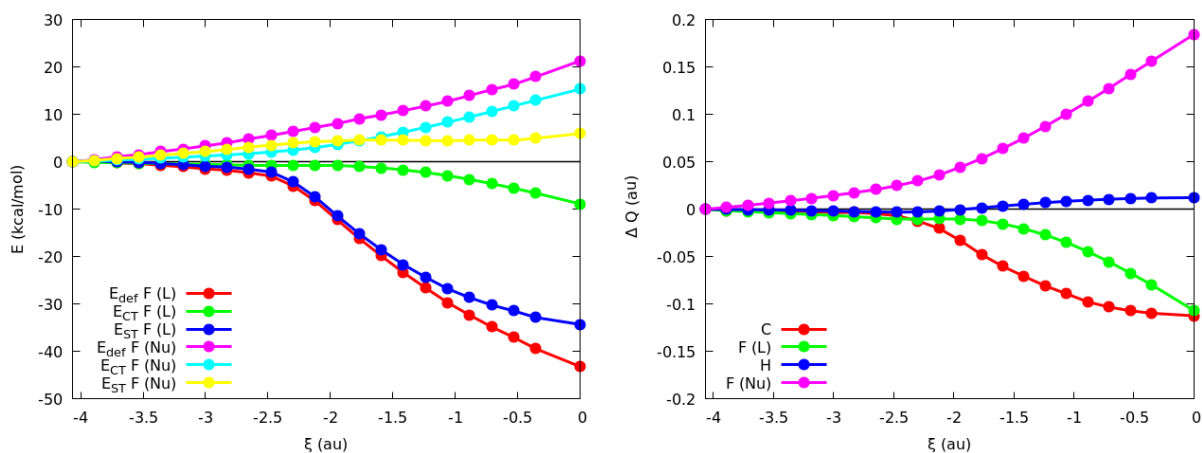 30
20
10
0
-10
-20
-30
-40
-50
E (kcal/mol)
E_def F (L)
E_CT F (L)
E_ST F (L)
E_def F (Nu)
E_CT F (Nu)
E_ST F (Nu)
-4 -3.5 -3 -2.5 -2 -1.5 -1 -0.5 0
ξ (au)
0.2
0.15
0.1
0.05
0
-0.05
-0.1
-0.15
-0.2
Δ Q (au)
C
F (L)
H
F (Nu)
-4 -3.5 -3 -2.5 -2 -1.5 -1 -0.5 0
ξ (au)